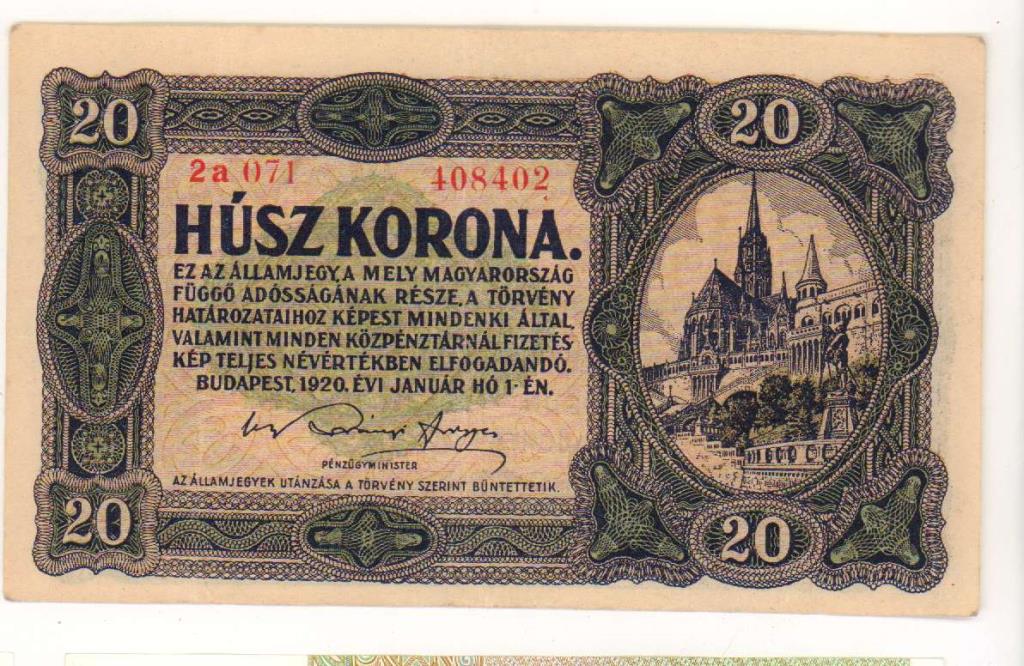 20
20
2a 071 408402
HÚSZ KORONA.
EZ AZ ÁLLAMJEGY, A MELY MAGYARORSZÁG
FÜGGŐ ADÓSSÁGÁNAK RÉSZE, A TÖRVÉNY
HATÁROZATAIHOZ KÉPEST MINDENKI ÁLTAL,
VALAMINT MINDEN KÖZPÉNZTÁRNÁL FIZETÉS-
KÉP TELJES NÉVÉRTÉKBEN ELFOGADANDÓ.
BUDAPEST, 1920. ÉVI JANUÁR HÓ 1-ÉN.
PÉNZÜGYMINISTER
AZ ÁLLAMJEGYEK UTÁNZÁSA A TÖRVÉNY SZERINT BÜNTETTETIK.
20
20